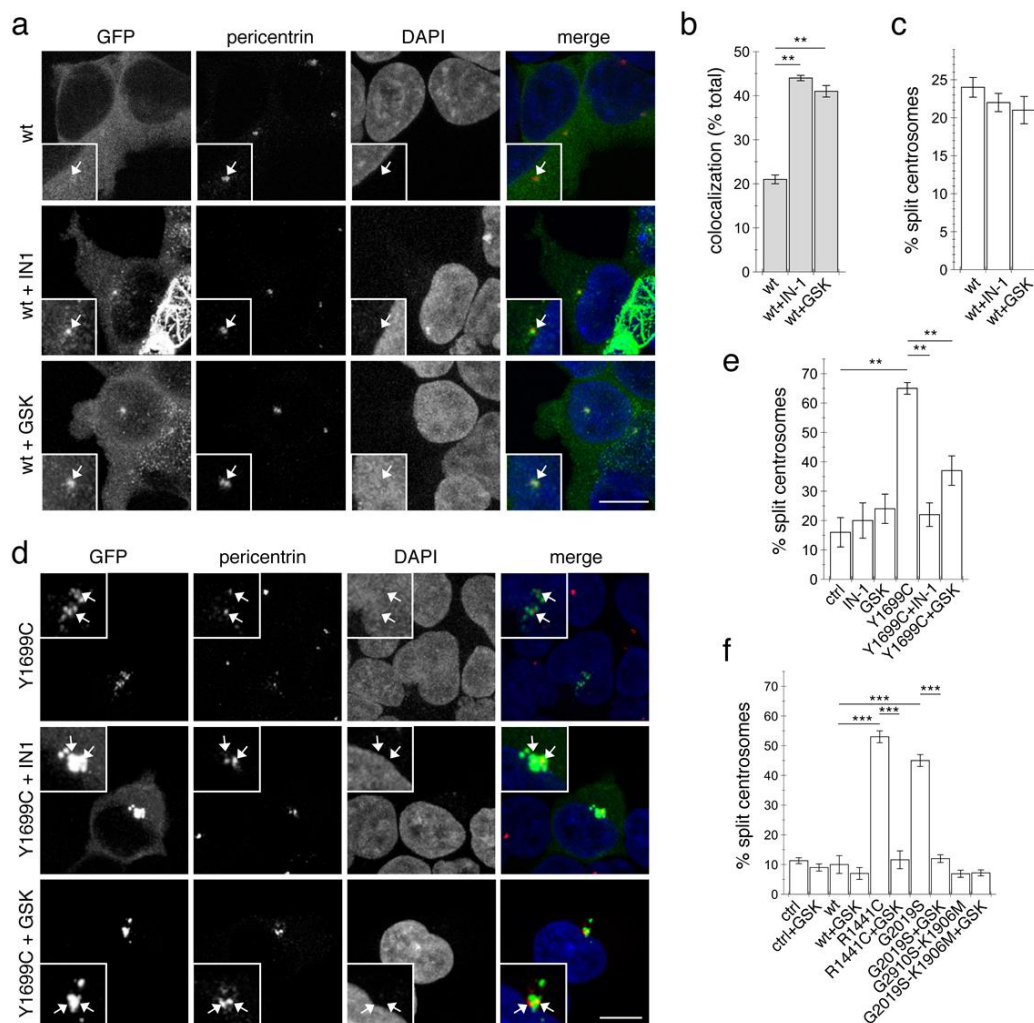 a
GFP pericentrin DAPI merge
wt
wt + IN1
wt + GSK
b
colocalization (% total)
50
40
30
20
10
0
**
**
wt
wt+IN-1
wt+GSK
c
% split centrosomes
25
20
15
10
5
0
wt
wt+IN-1
wt+GSK
d
GFP pericentrin DAPI merge
Y1699C
Y1699C + IN1
Y1699C + GSK
e
% split centrosomes
70
60
50
40
30
20
10
0
**
**
**
ctrl
IN-1
GSK
Y1699C
Y1699C+IN-1
Y1699C+GSK
f
% split centrosomes
70
60
50
40
30
20
10
0
***
***
***
***
ctrl
ctrl+GSK
wt
wt+GSK
R1441C
R1441C+GSK
G2019S
G2019S+GSK
G2910S-K1906M
G2019S-K1906M+GSK